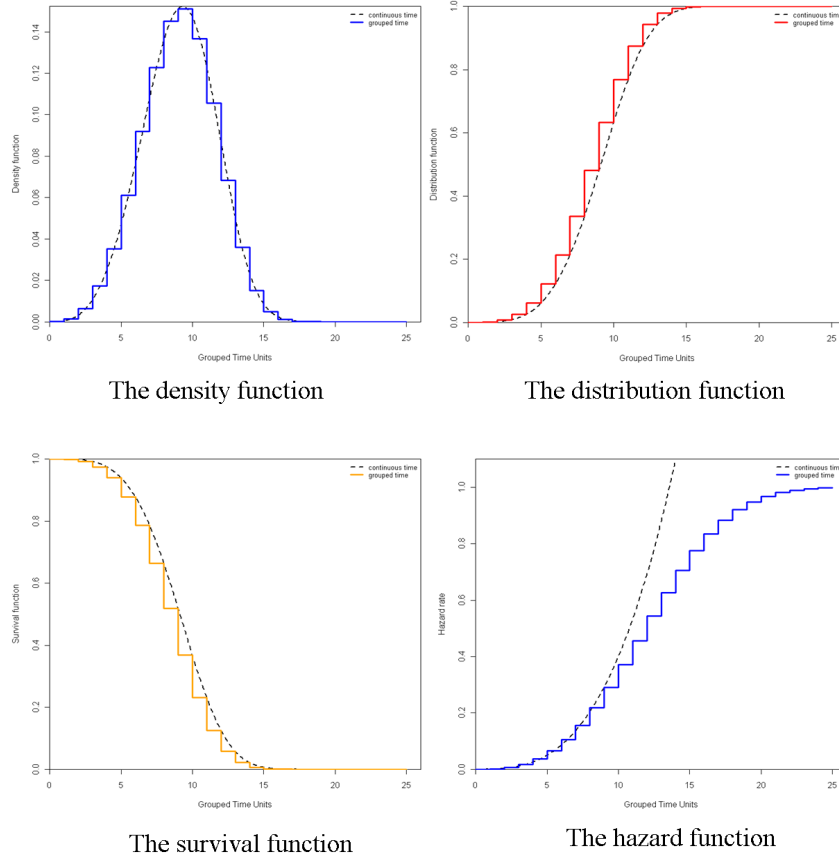 continuous time
grouped time
Density function
0.00 0.02 0.04 0.06 0.08 0.10 0.12 0.14
0 5 10 15 20 25
Grouped Time Units
The density function
continuous time
grouped time
Distribution function
0.0 0.2 0.4 0.6 0.8 1.0
0 5 10 15 20 25
Grouped Time Units
The distribution function
continuous time
grouped time
Survival function
0.0 0.2 0.4 0.6 0.8 1.0
0 5 10 15 20 25
Grouped Time Units
The survival function
continuous time
grouped time
Hazard rate
0.0 0.2 0.4 0.6 0.8 1.0
0 5 10 15 20 25
Grouped Time Units
The hazard function